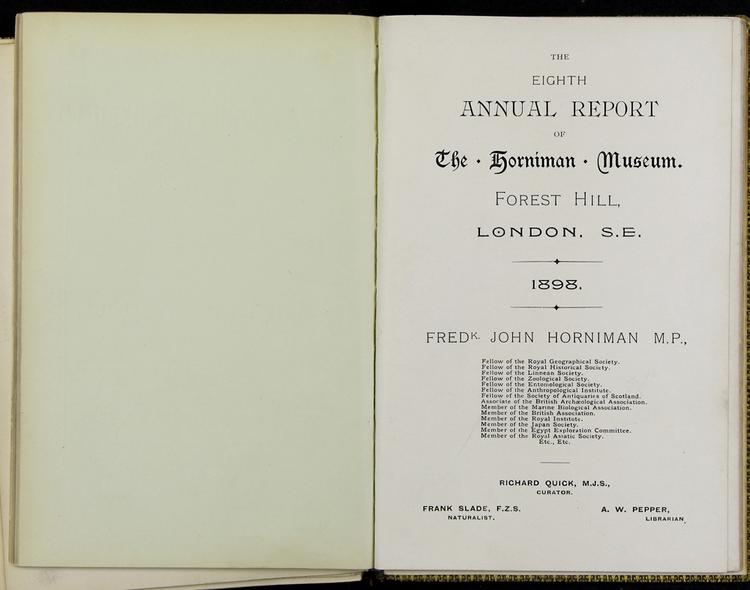 THE
EIGHTH
ANNUAL REPORT
OF
The · Horniman · Museum.
FOREST HILL,
LONDON, S.E.
1898.
FREDK. JOHN HORNIMAN M.P.,
Fellow of the Royal Geographical Society.
Fellow of the Royal Historical Society.
Fellow of the Linnean Society.
Fellow of the Zoological Society.
Fellow of the Entomological Society.
Fellow of the Anthropological Institute.
Fellow of the Society of Antiquaries of Scotland.
Associate of the British Archæological Association.
Member of the Marine Biological Association.
Member of the British Association.
Member of the Royal Institute.
Member of the Japan Society.
Member of the Egypt Exploration Committee.
Member of the Royal Asiatic Society.
Etc., Etc.
RICHARD QUICK, M.J.S.,
CURATOR.
FRANK SLADE, F.Z.S.
NATURALIST.
A. W. PEPPER,
LIBRARIAN